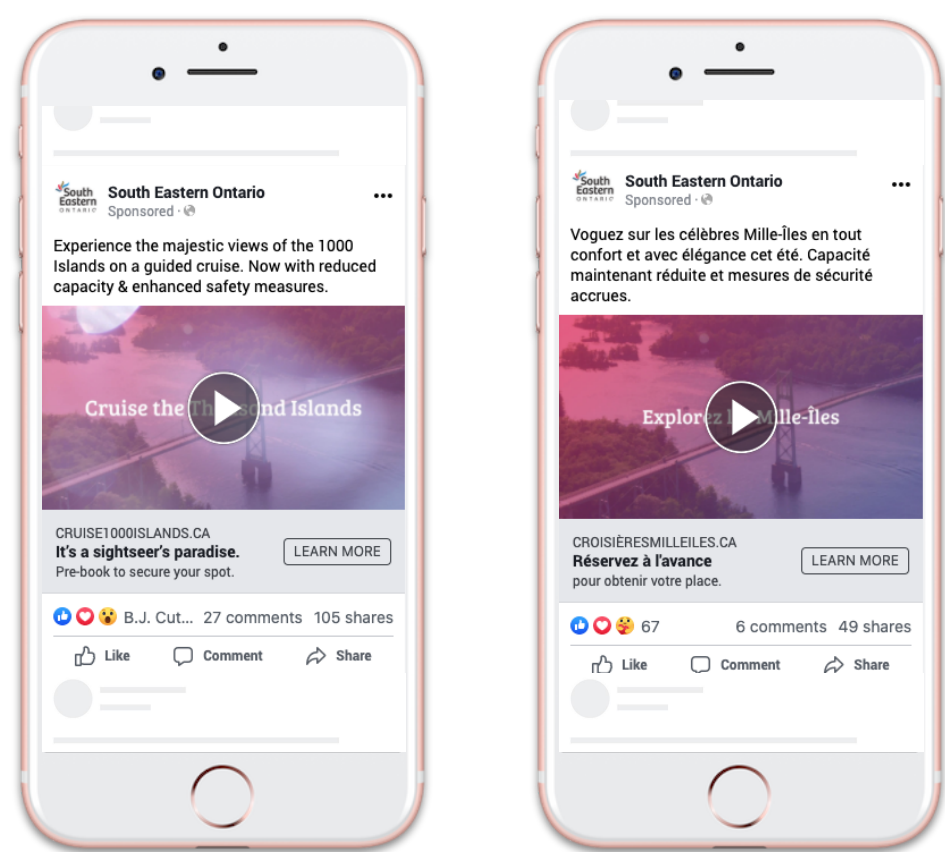 South Eastern ONTARIO
South Eastern Ontario
Sponsored ·
Experience the majestic views of the 1000
Islands on a guided cruise. Now with reduced
capacity & enhanced safety measures.
Cruise the Thousand Islands
CRUISE1000ISLANDS.CA
It's a sightseer's paradise.
Pre-book to secure your spot.
LEARN MORE
B.J. Cut... 27 comments 105 shares
Like Comment Share
South Eastern ONTARIO
South Eastern Ontario
Sponsored ·
Voguez sur les célèbres Mille-Îles en tout
confort et avec élégance cet été. Capacité
maintenant réduite et mesures de sécurité
accrues.
Explorez les Mille-Îles
CROISIÈRESMILLEILES.CA
Réservez à l'avance
pour obtenir votre place.
LEARN MORE
67 6 comments 49 shares
Like Comment Share